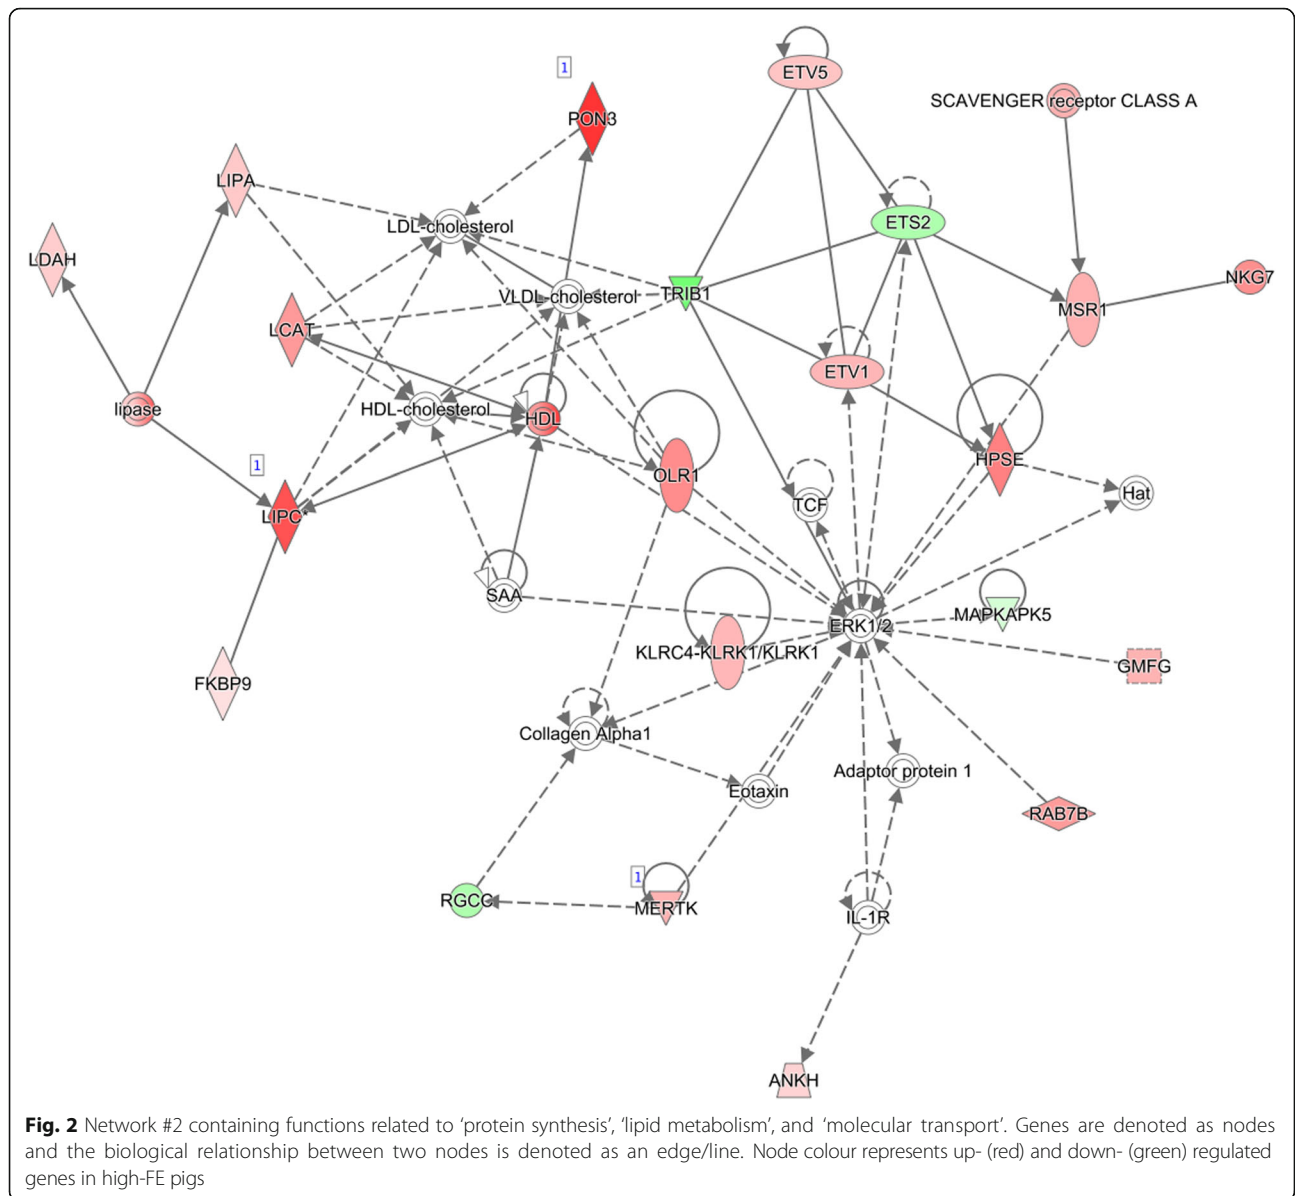 ETV5
1
SCAVENGER receptor CLASS A
PON3
LIPA
LDL-cholesterol
ETS2
LDAH
NKG7
VLDL-cholesterol
TRIB1
MSR1
LCAT
ETV1
lipase
HDL-cholesterol
HDL
1
HPSE
OLR1
Hat
TCF
LIPC*
SAA
MAPKAPK5
ERK1/2
KLRC4-KLRK1/KLRK1
GMFG
FKBP9
Collagen Alpha1
Adaptor protein 1
Eotaxin
RAB7B
1
RGCC
MERTK
IL-1R
ANKH
Fig. 2 Network #2 containing functions related to ‘protein synthesis’, ‘lipid metabolism’, and ‘molecular transport’. Genes are denoted as nodes
and the biological relationship between two nodes is denoted as an edge/line. Node colour represents up- (red) and down- (green) regulated
genes in high-FE pigs